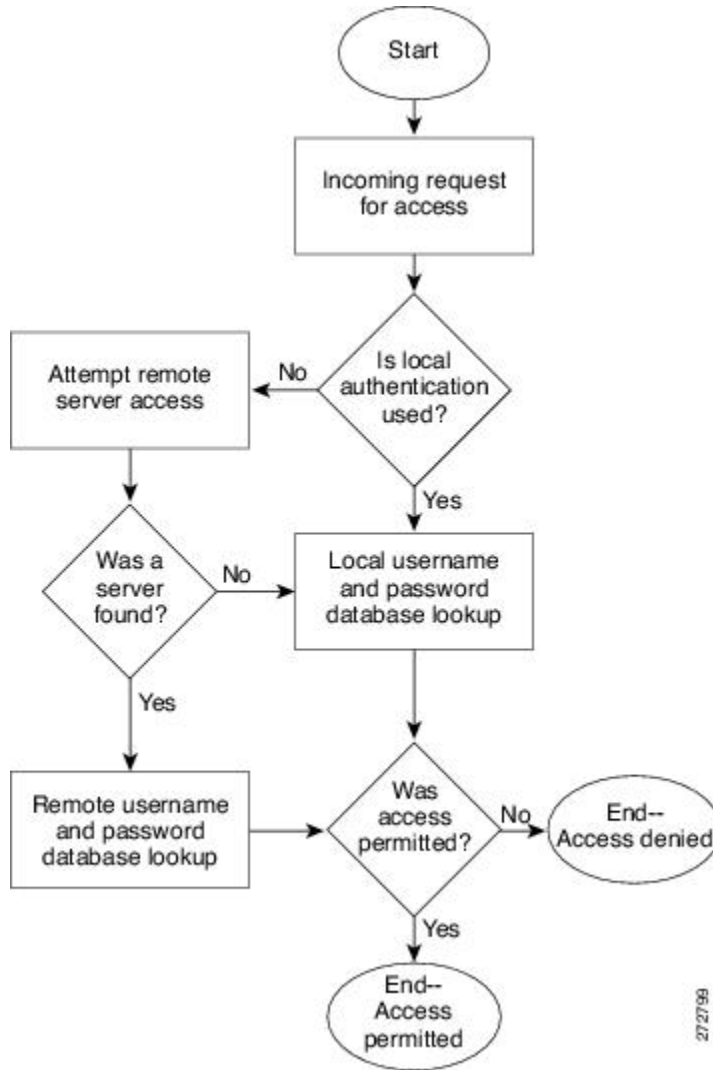 Start
Incoming request
for access
Is local
authentication
used?
No
Attempt remote
server access
Yes
Was a
server
found?
No
Local username
and password
database lookup
Yes
Remote username
and password
database lookup
Was
access
permitted?
No
End--
Access denied
Yes
End--
Access
permitted
272799